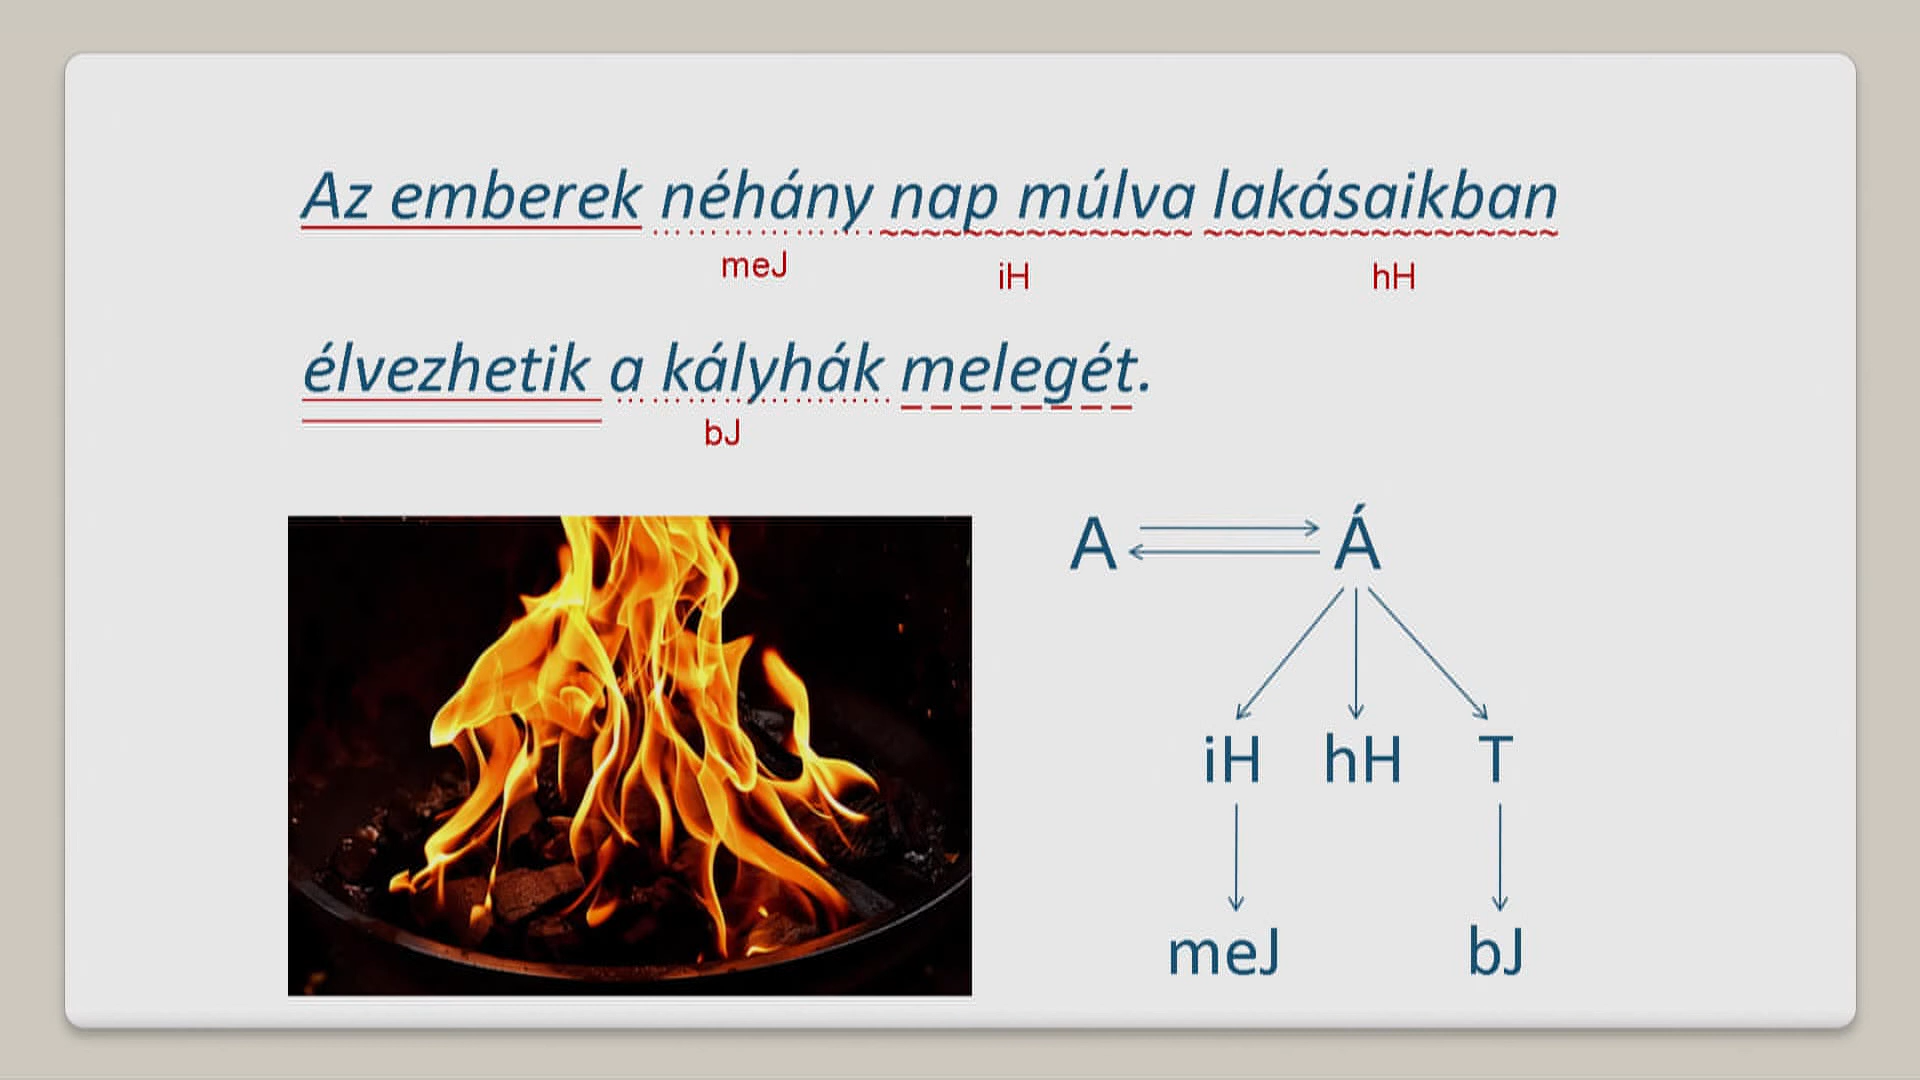 Az emberek néhány nap múlva lakásaikban
meJ iH hH
élvezhetik a kályhák melegét.
bJ
A Á
iH hH T
meJ bJ